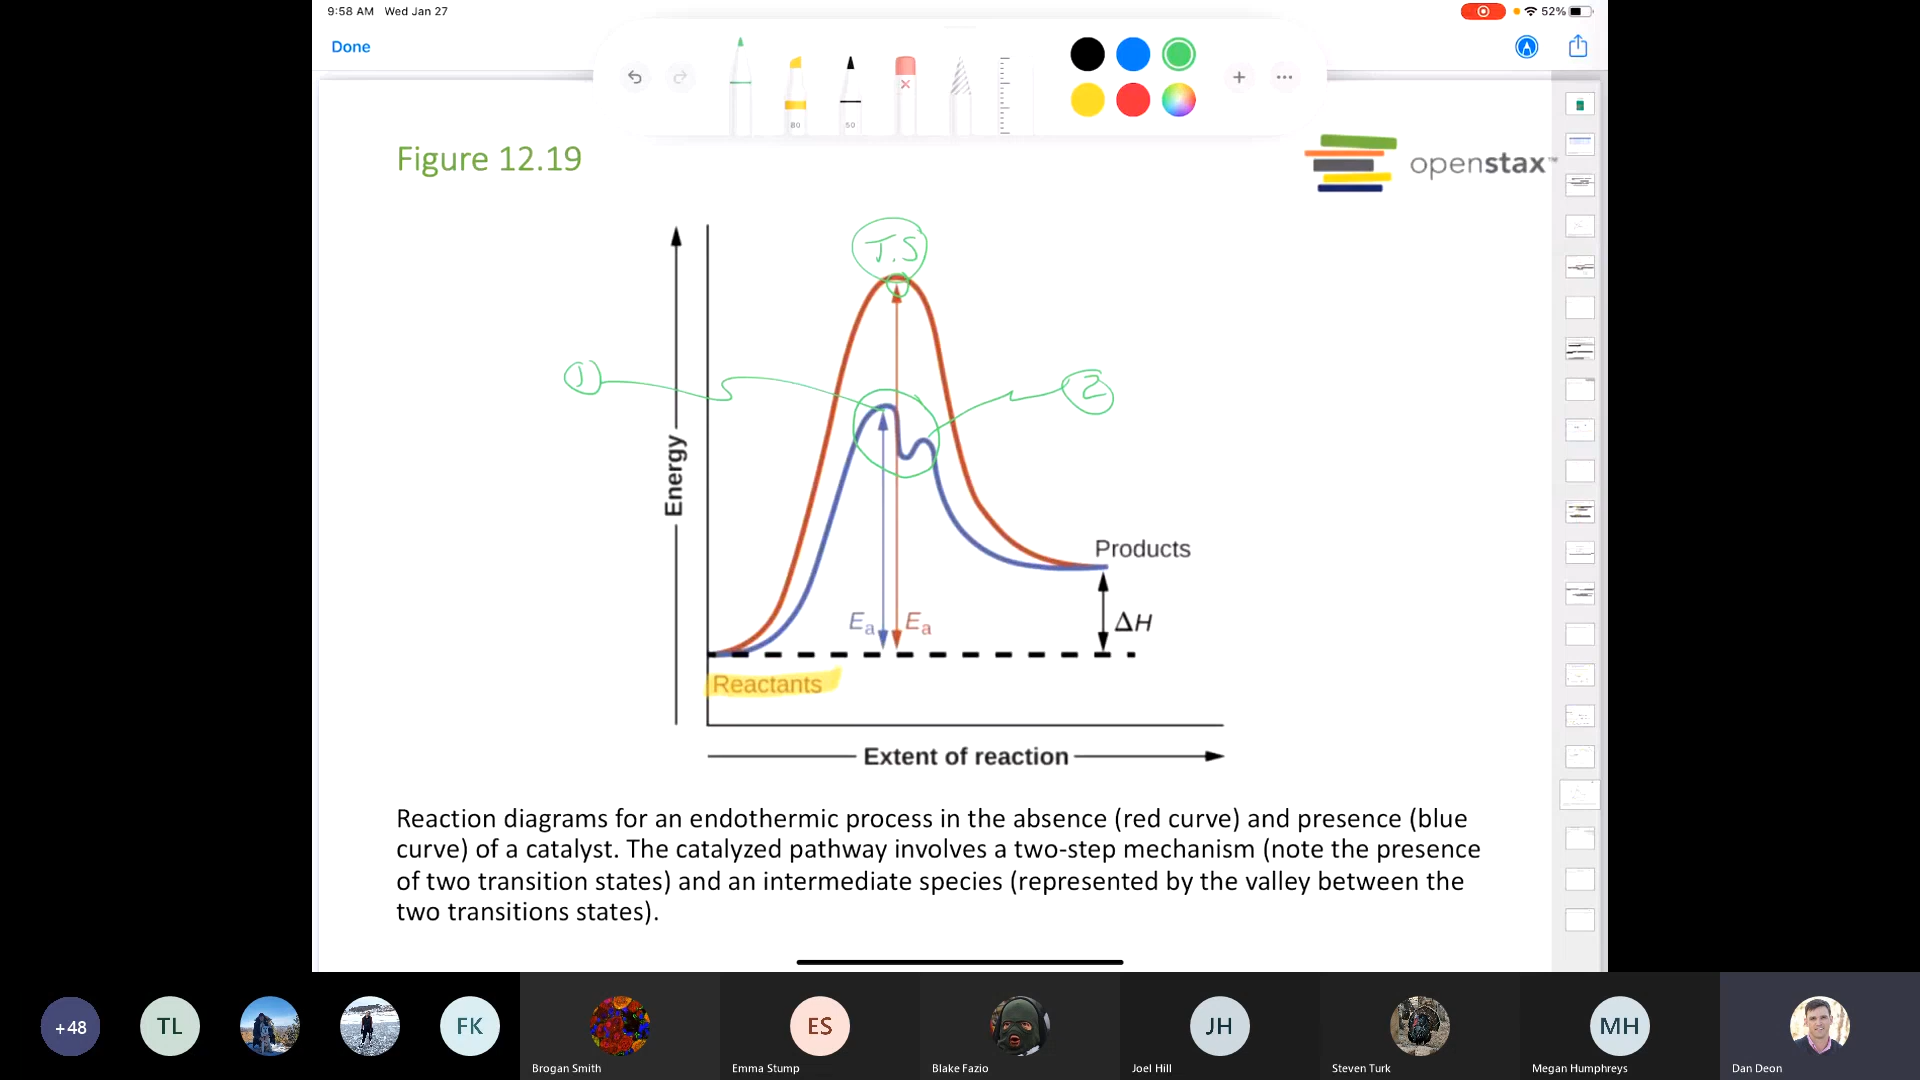 9:58 AM Wed Jan 27
52%
Done
80
50
Figure 12.19
openstax™
T.S
1
2
Energy
Products
Ea
Ea
ΔH
Reactants
Extent of reaction
Reaction diagrams for an endothermic process in the absence (red curve) and presence (blue
curve) of a catalyst. The catalyzed pathway involves a two-step mechanism (note the presence
of two transition states) and an intermediate species (represented by the valley between the
two transitions states).
+48
TL
FK
ES
JH
MH
Brogan Smith
Emma Stump
Blake Fazio
Joel Hill
Steven Turk
Megan Humphreys
Dan Deon